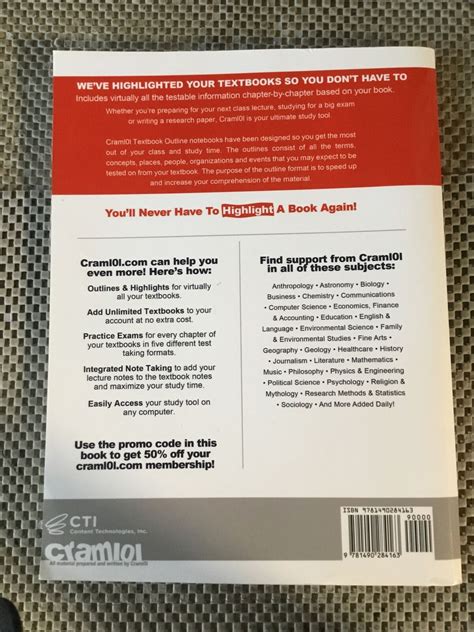 WE'VE HIGHLIGHTED YOUR TEXTBOOKS SO YOU DON'T HAVE TO
Includes virtually all the testable information chapter-by-chapter based on your book.
Whether you're preparing for your next class lecture, studying for a big exam
or writing a research paper, Craml0l is your ultimate study tool.
Craml0l Textbook Outline notebooks have been designed so you get the most
out of your class and study time. The outlines consist of all the terms,
concepts, places, people, organizations and events that you may expect to be
tested on from your textbook. The purpose of the outline format is to speed up
and increase your comprehension of the material.
You'll Never Have To Highlight A Book Again!
Craml0l.com can help you
even more! Here's how:
Outlines & Highlights for virtually
all your textbooks.
Add Unlimited Textbooks to your
account at no extra cost.
Practice Exams for every chapter of
your textbooks in five different test
taking formats.
Integrated Note Taking to add your
lecture notes to the textbook notes
and maximize your study time.
Easily Access your study tool on
any computer.
Use the promo code in this
book to get 50% off your
craml0l.com membership!
Find support from Craml0l
in all of these subjects:
Anthropology • Astronomy • Biology
Business • Chemistry • Communications
• Computer Science • Economics, Finance
& Accounting • Education • English &
Language • Environmental Science • Family
& Environmental Studies • Fine Arts •
Geography • Geology • Healthcare • History
• Journalism • Literature • Mathematics •
Music • Philosophy • Physics & Engineering
• Political Science • Psychology • Religion &
Mythology • Research Methods & Statistics
• Sociology • And More Added Daily!
CTI
Content Technologies, Inc.
cram101
All material prepared and written by Cram101
ISBN 9781490284163
90000
9 781490 284163